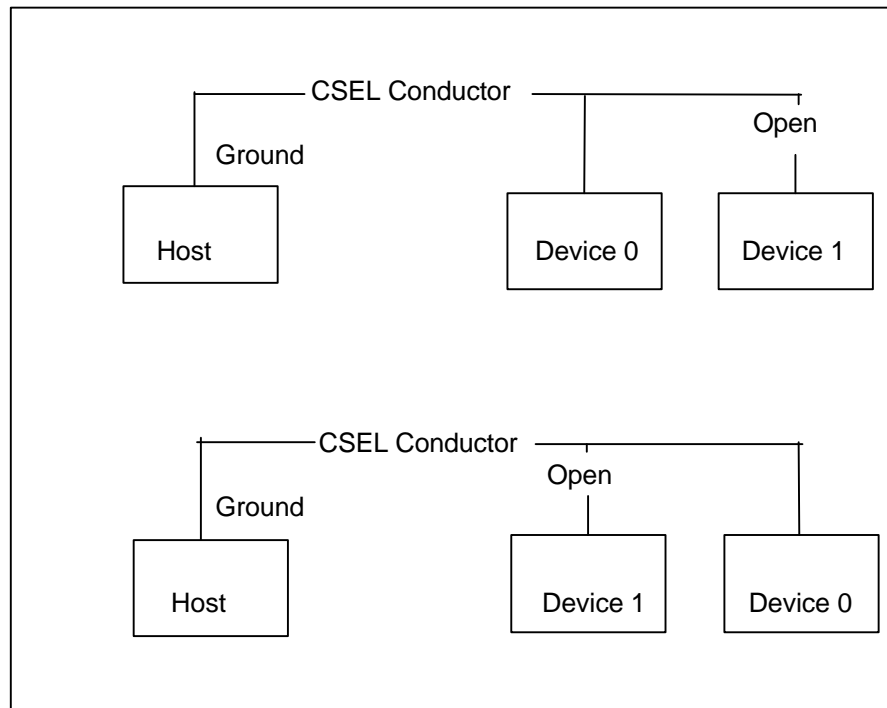 CSEL Conductor
Open
Ground
Host
Device 0
Device 1
CSEL Conductor
Open
Ground
Host
Device 1
Device 0